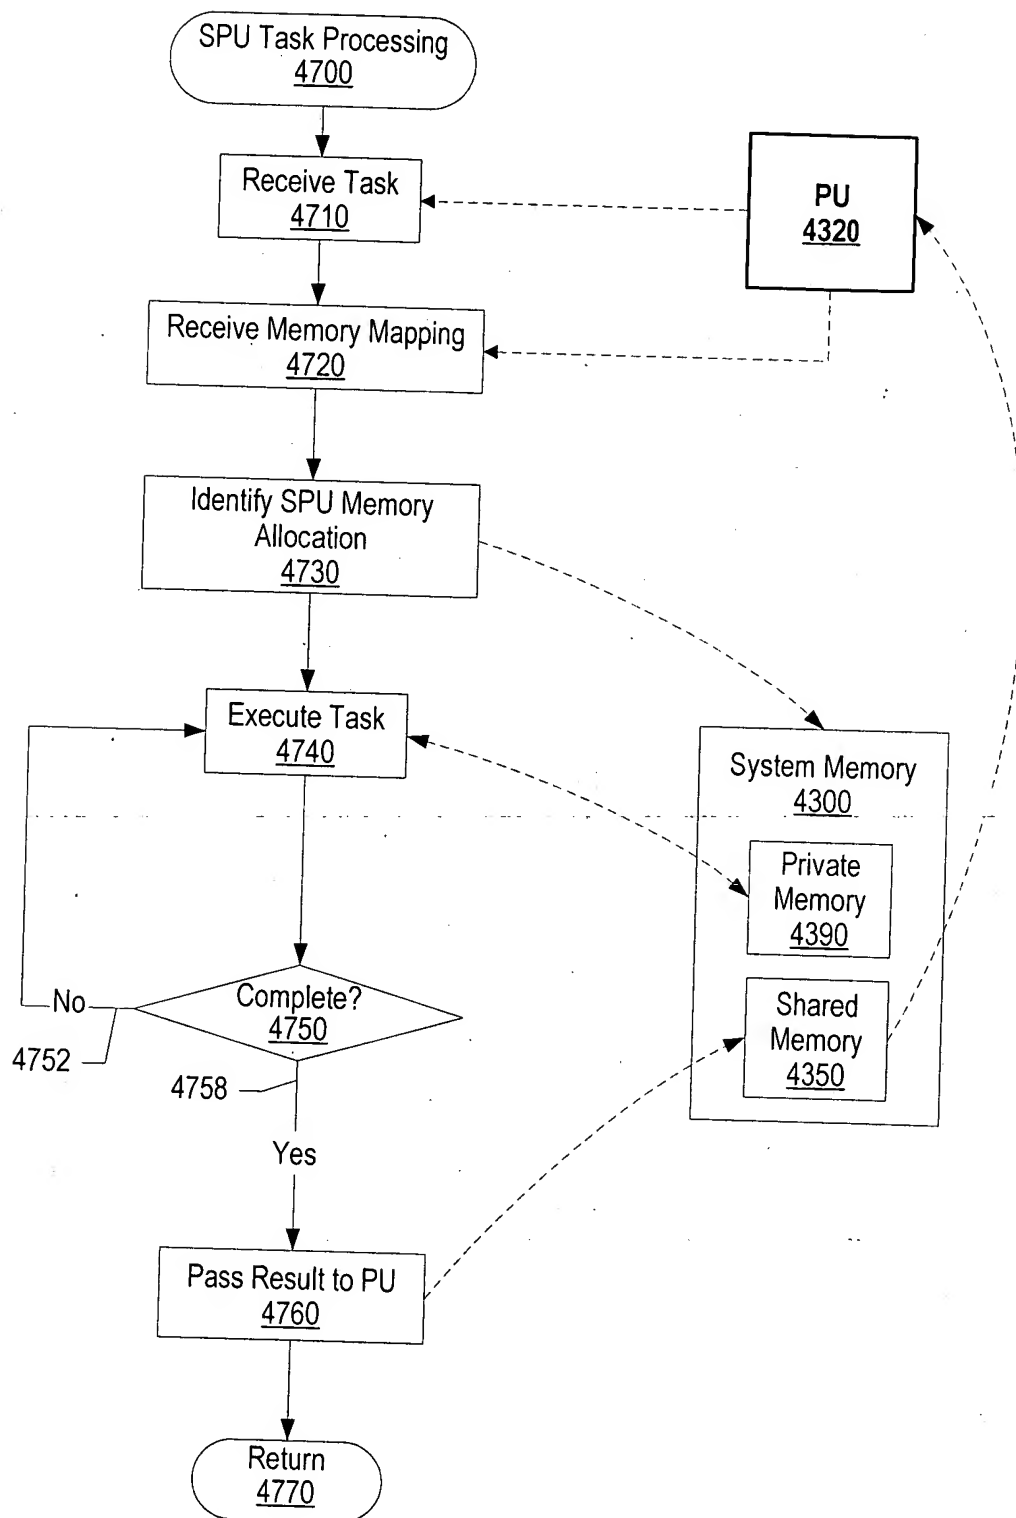 SPU Task Processing
4700
Receive Task
4710
PU
4320
Receive Memory Mapping
4720
Identify SPU Memory
Allocation
4730
Execute Task
4740
System Memory
4300
Private
Memory
4390
Complete?
4750
No
4752
Shared
Memory
4350
4758
Yes
Pass Result to PU
4760
Return
4770